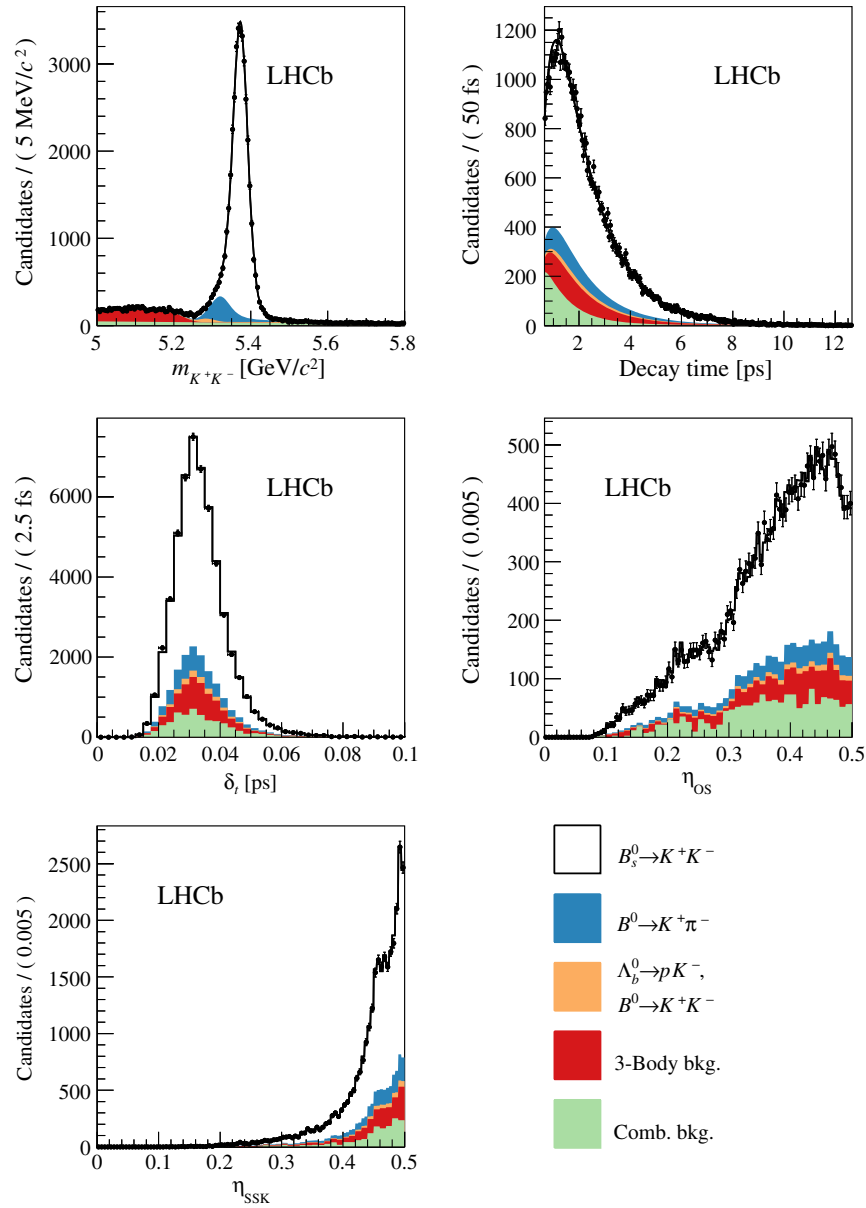 Candidates / ( 5 MeV/c² )
3000
2000
1000
0
LHCb
5 5.2 5.4 5.6 5.8
m_{K⁺K⁻} [GeV/c²]
Candidates / ( 50 fs )
1200
1000
800
600
400
200
0
LHCb
2 4 6 8 10 12
Decay time [ps]
Candidates / ( 2.5 fs )
6000
4000
2000
0
LHCb
0 0.02 0.04 0.06 0.08 0.1
δ_t [ps]
Candidates / ( 0.005 )
500
400
300
200
100
0
LHCb
0 0.1 0.2 0.3 0.4 0.5
η_OS
Candidates / ( 0.005 )
2500
2000
1500
1000
500
0
LHCb
0 0.1 0.2 0.3 0.4 0.5
η_SSK
B_s^0→K⁺K⁻
B⁰→K⁺π⁻
Λ_b^0→pK⁻,
B⁰→K⁺K⁻
3-Body bkg.
Comb. bkg.